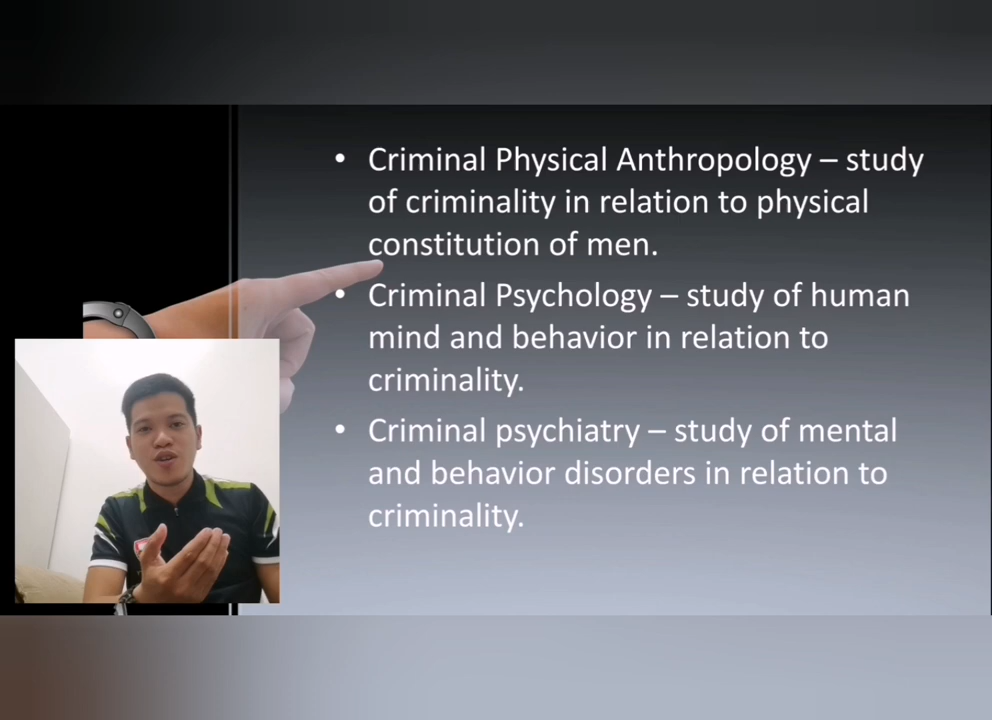 • Criminal Physical Anthropology – study
of criminality in relation to physical
constitution of men.
• Criminal Psychology – study of human
mind and behavior in relation to
criminality.
• Criminal psychiatry – study of mental
and behavior disorders in relation to
criminality.